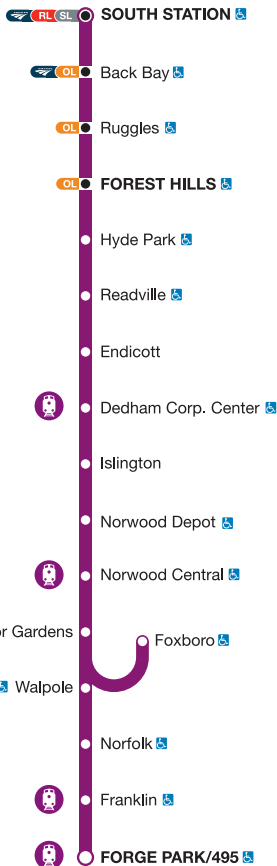 RL SL SOUTH STATION
OL Back Bay
OL Ruggles
OL FOREST HILLS
Hyde Park
Readville
Endicott
Dedham Corp. Center
Islington
Norwood Depot
Norwood Central
Gardens
Foxboro
Walpole
Norfolk
Franklin
FORGE PARK/495